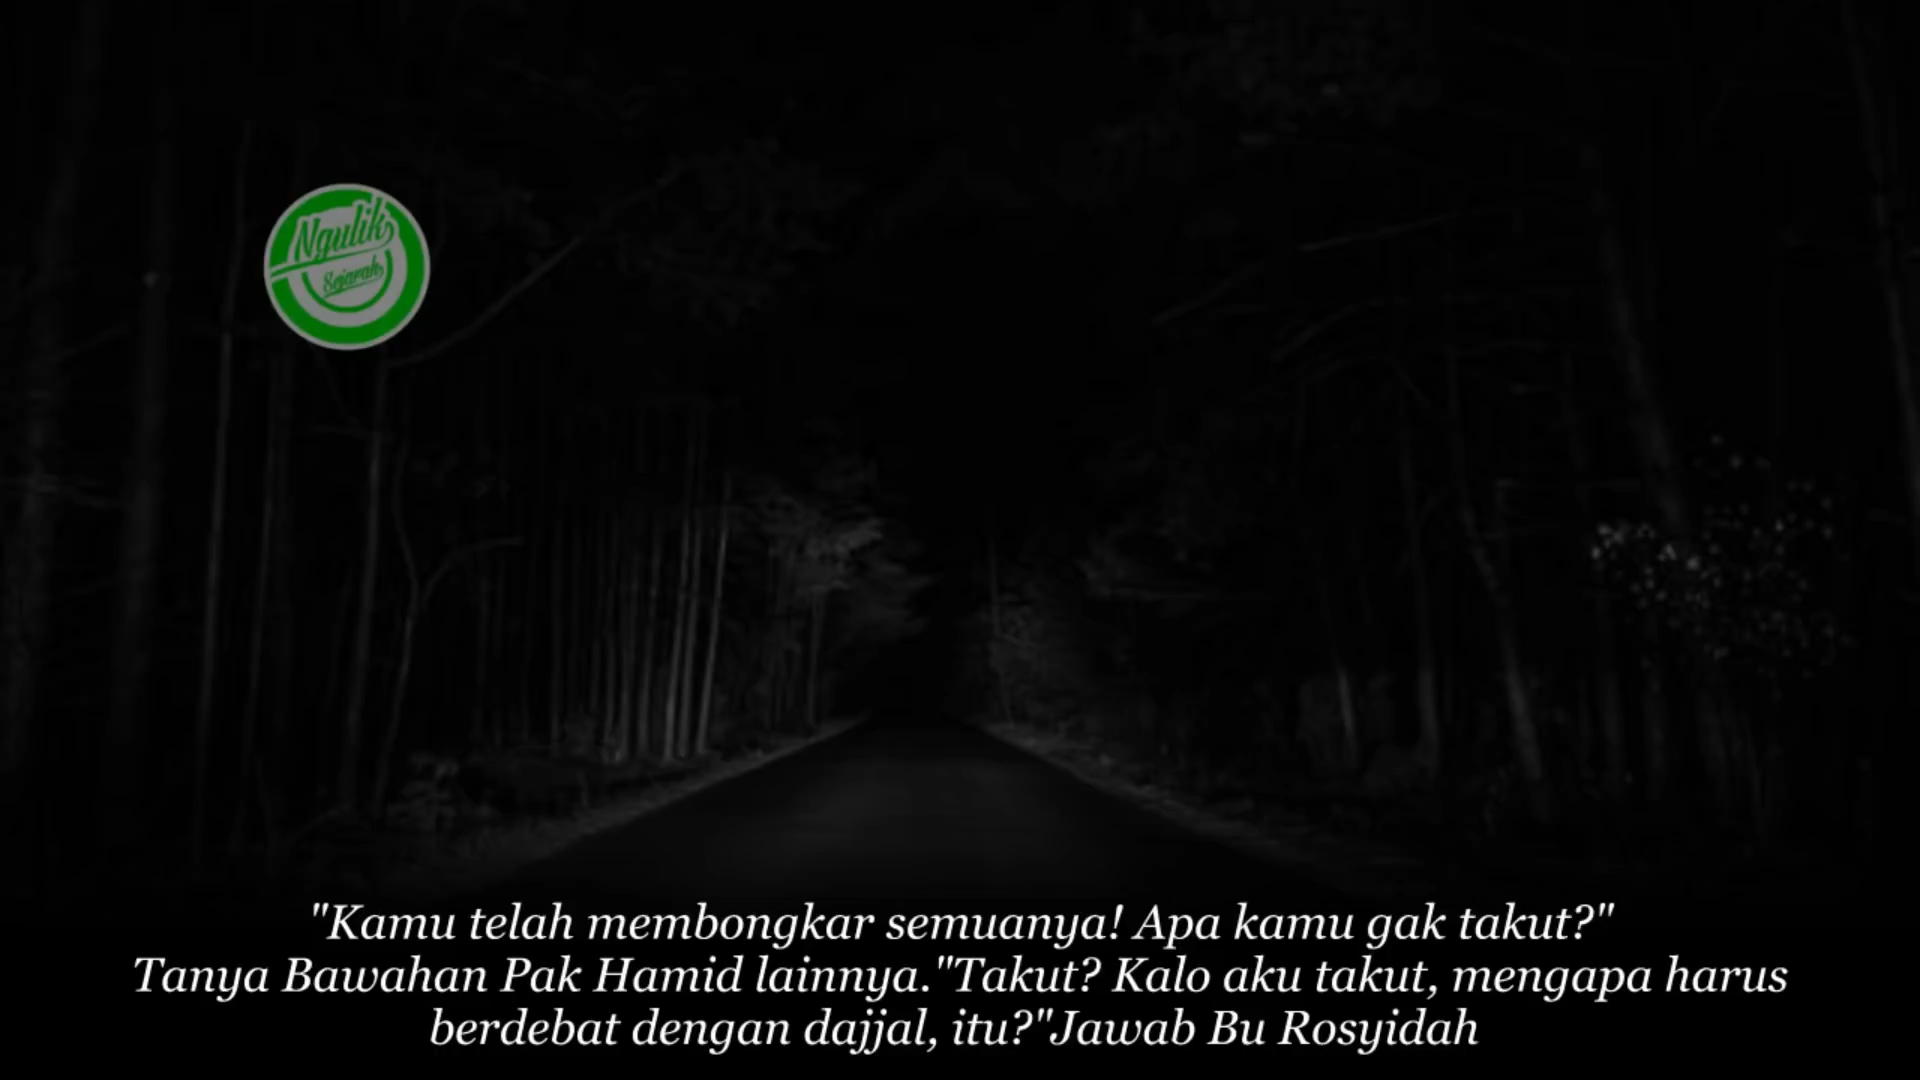 Ngulik
Sejarah
"Kamu telah membongkar semuanya! Apa kamu gak takut?"
Tanya Bawahan Pak Hamid lainnya."Takut? Kalo aku takut, mengapa harus
berdebat dengan dajjal, itu?"Jawab Bu Rosyidah